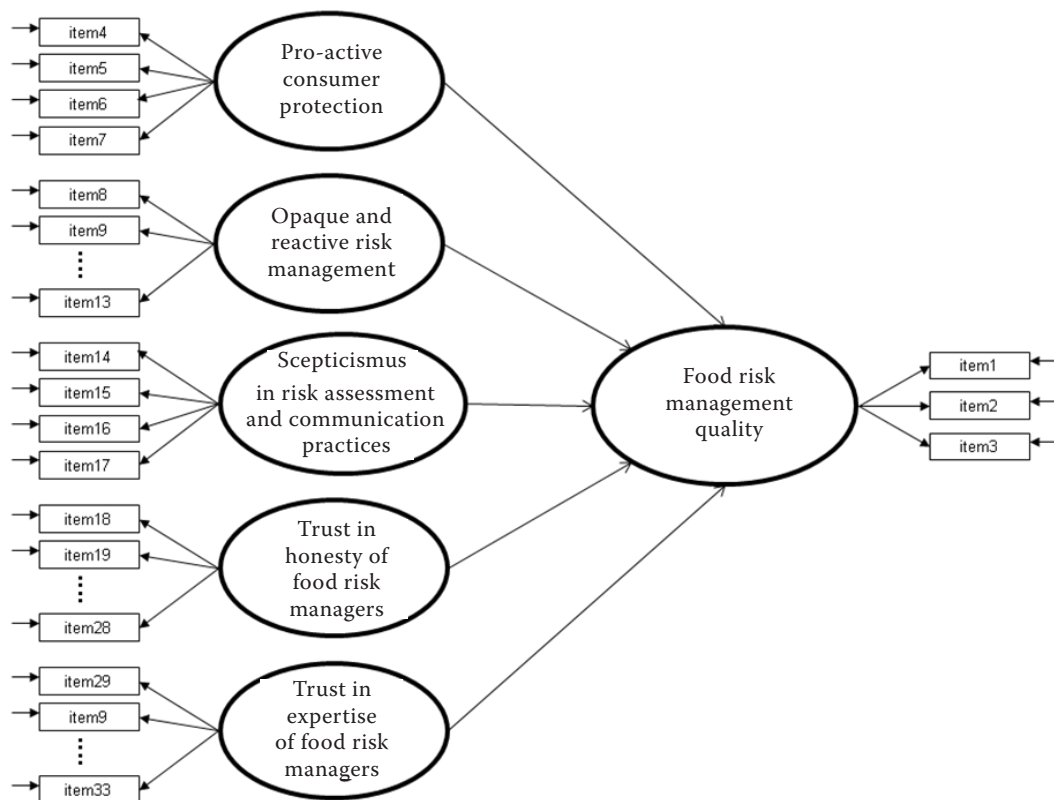 item4
item5
item6
item7
Pro-active
consumer
protection
item8
item9
item13
Opaque and
reactive risk
management
item14
item15
item16
item17
Scepticismus
in risk assessment
and communication
practices
item18
item19
item28
Trust in
honesty of
food risk
managers
item29
item9
item33
Trust in
expertise
of food risk
managers
Food risk
management
quality
item1
item2
item3